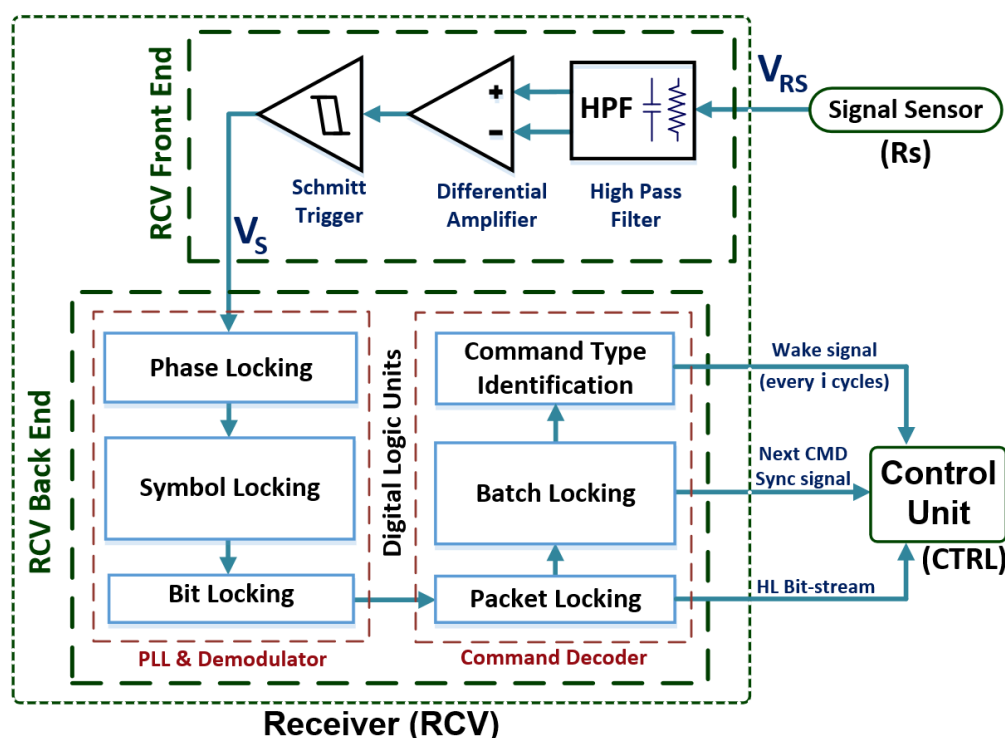 RCV Front End
HPF
+
-
V_RS
Signal Sensor
(Rs)
Schmitt
Trigger
Differential
Amplifier
High Pass
Filter
V_S
RCV Back End
Phase Locking
Symbol Locking
Bit Locking
PLL & Demodulator
Digital Logic Units
Command Type
Identification
Batch Locking
Packet Locking
Command Decoder
Wake signal
(every i cycles)
Next CMD
Sync signal
HL Bit-stream
Control
Unit
(CTRL)
Receiver (RCV)